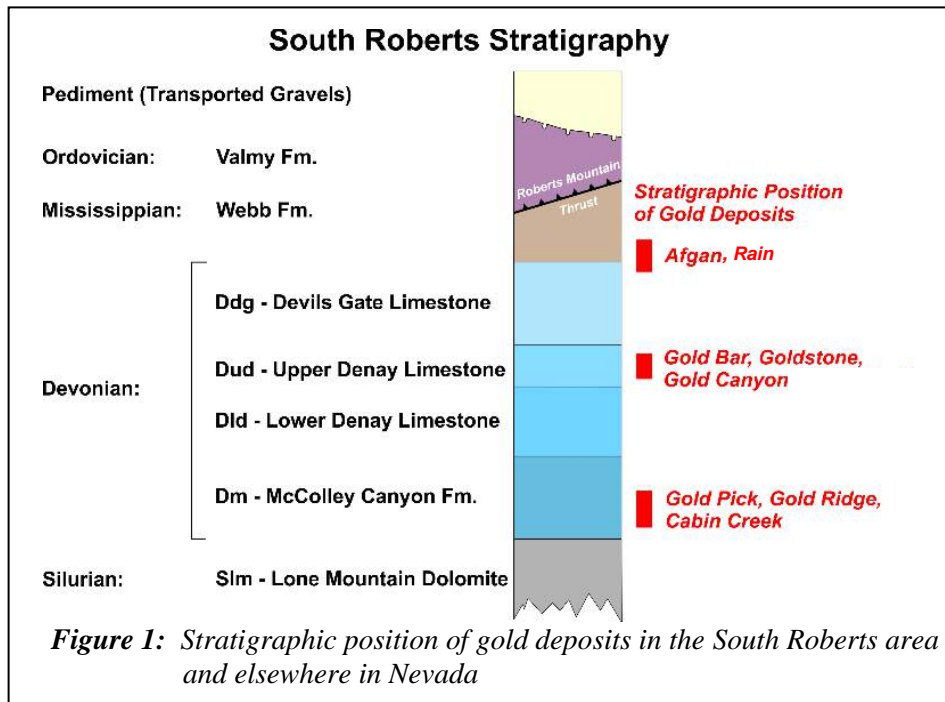 South Roberts Stratigraphy
Pediment (Transported Gravels)
Ordovician: Valmy Fm.
Roberts Mountain
Thrust
Mississippian: Webb Fm.
Stratigraphic Position
of Gold Deposits
Afgan, Rain
Devonian:
Ddg - Devils Gate Limestone
Dud - Upper Denay Limestone
Gold Bar, Goldstone,
Gold Canyon
Dld - Lower Denay Limestone
Dm - McColley Canyon Fm.
Gold Pick, Gold Ridge,
Cabin Creek
Silurian: Slm - Lone Mountain Dolomite
Figure 1: Stratigraphic position of gold deposits in the South Roberts area
and elsewhere in Nevada